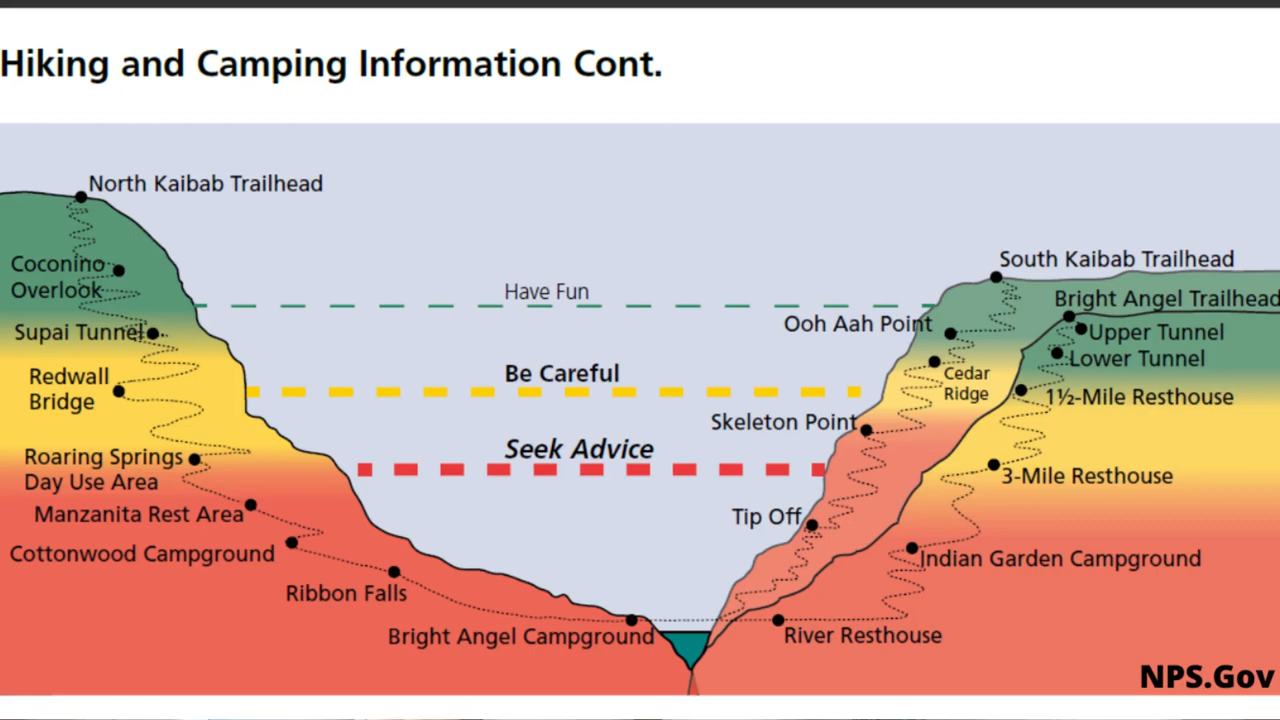 Hiking and Camping Information Cont.
North Kaibab Trailhead
Coconino
Overlook
Supai Tunnel
Redwall
Bridge
Roaring Springs
Day Use Area
Manzanita Rest Area
Cottonwood Campground
Ribbon Falls
Bright Angel Campground
Have Fun
Be Careful
Seek Advice
South Kaibab Trailhead
Bright Angel Trailhead
Ooh Aah Point
Upper Tunnel
Lower Tunnel
Cedar
Ridge
1½-Mile Resthouse
Skeleton Point
3-Mile Resthouse
Tip Off
Indian Garden Campground
River Resthouse
NPS.Gov